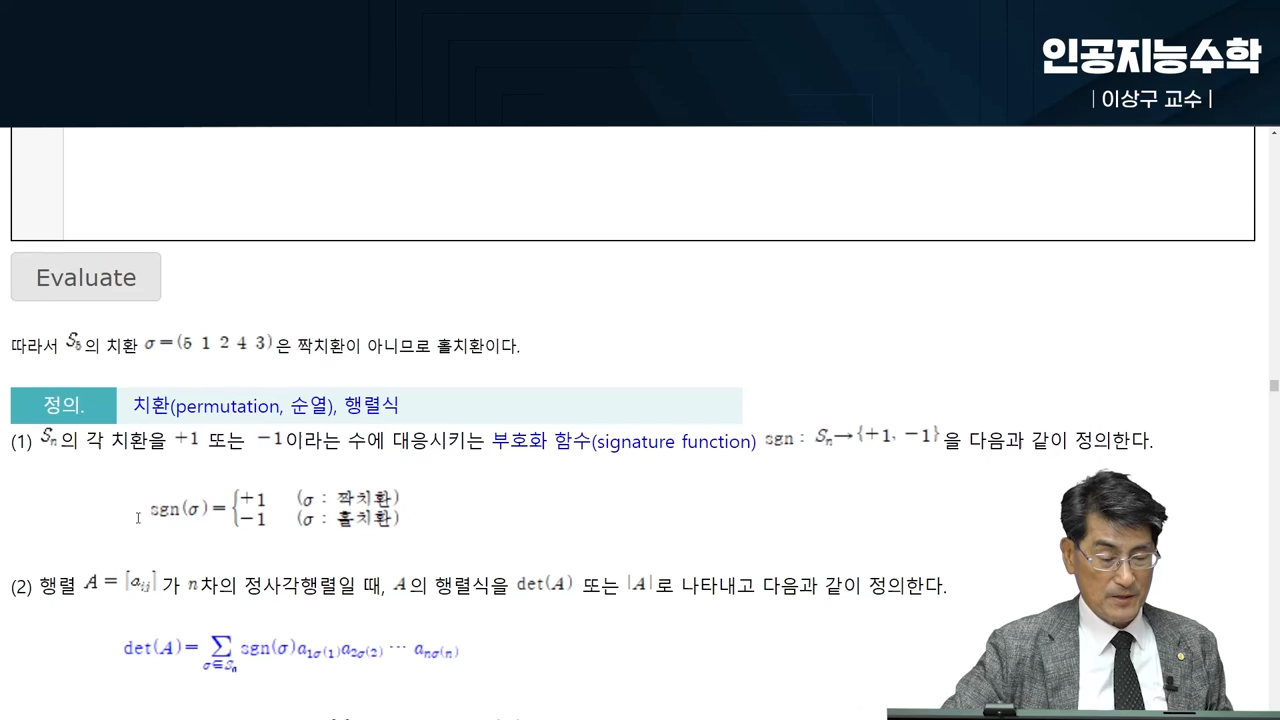 인공지능수학
| 이상구 교수 |
Evaluate
따라서 S₅의 치환 σ=(5 1 2 4 3)은 짝치환이 아니므로 홀치환이다.
정의. 치환(permutation, 순열), 행렬식
(1) Sₙ의 각 치환을 +1 또는 −1이라는 수에 대응시키는 부호화 함수(signature function) sgn : Sₙ→{+1, −1}을 다음과 같이 정의한다.
sgn(σ)={+1 (σ : 짝치환)
−1 (σ : 홀치환)
(2) 행렬 A=[aᵢⱼ]가 n차의 정사각행렬일 때, A의 행렬식을 det(A) 또는 |A|로 나타내고 다음과 같이 정의한다.
det(A)=∑ sgn(σ)a1σ(1)a2σ(2) ⋯ anσ(n)
σ∈Sₙ